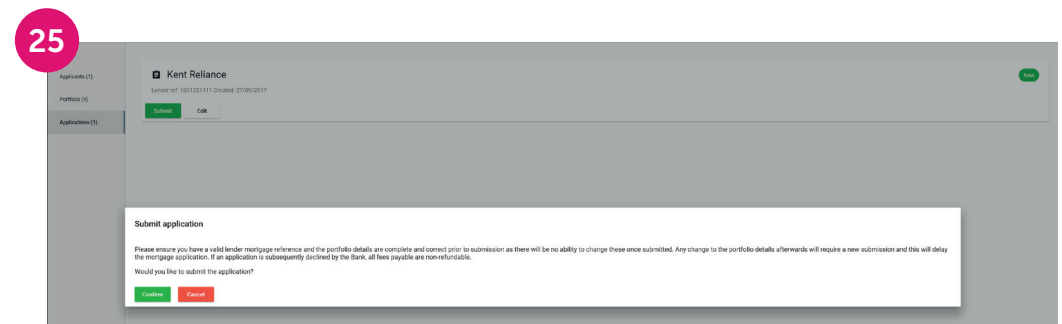 25
Applicants (1)
Kent Reliance
New
Lender ref: 1001221111 Created: 27/09/2017
Portfolio (4)
Submit Edit
Applications (1)
Submit application
Please ensure you have a valid lender mortgage reference and the portfolio details are complete and correct prior to submission as there will be no ability to change these once submitted. Any change to the portfolio details afterwards will require a new submission and this will delay
the mortgage application. If an application is subsequently declined by the Bank, all fees payable are non-refundable.
Would you like to submit the application?
Confirm Cancel